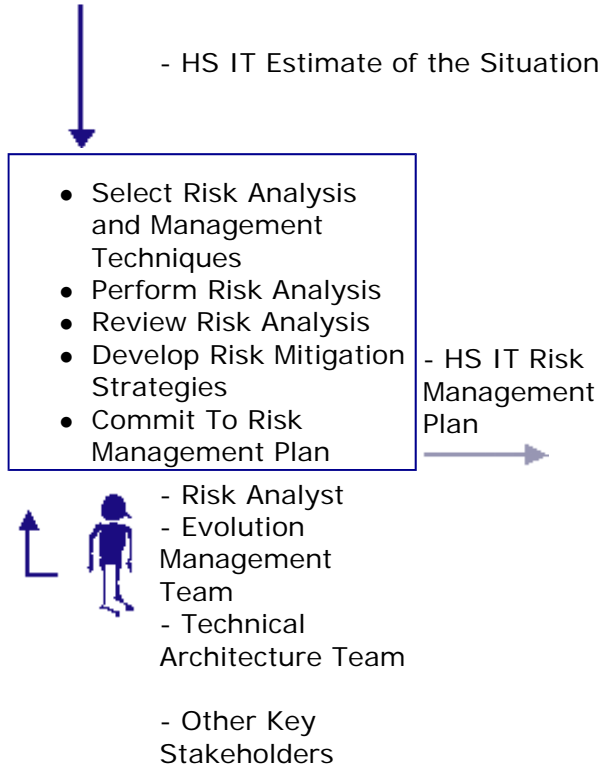 - HS IT Estimate of the Situation
● Select Risk Analysis
and Management
Techniques
● Perform Risk Analysis
● Review Risk Analysis
● Develop Risk Mitigation
Strategies
● Commit To Risk
Management Plan
- HS IT Risk
Management
Plan
- Risk Analyst
- Evolution
Management
Team
- Technical
Architecture Team
- Other Key
Stakeholders